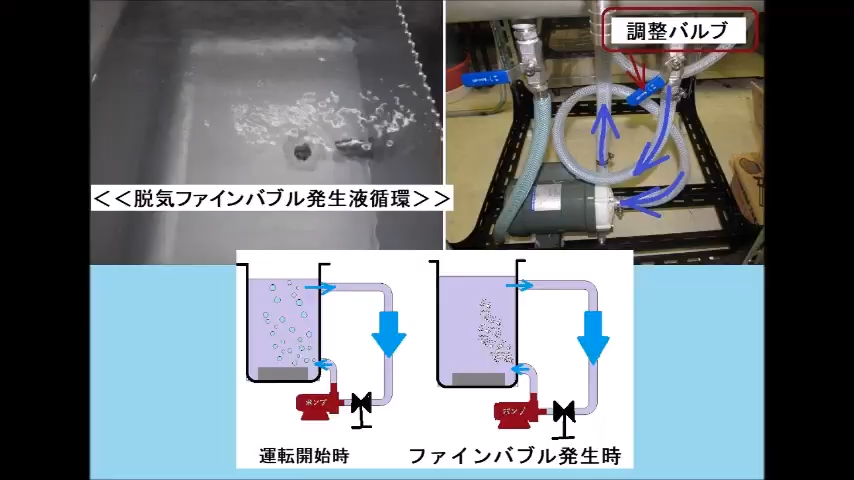 調整バルブ
<<脱気ファインバブル発生液循環>>
ポンプ
ポンプ
運転開始時
ファインバブル発生時